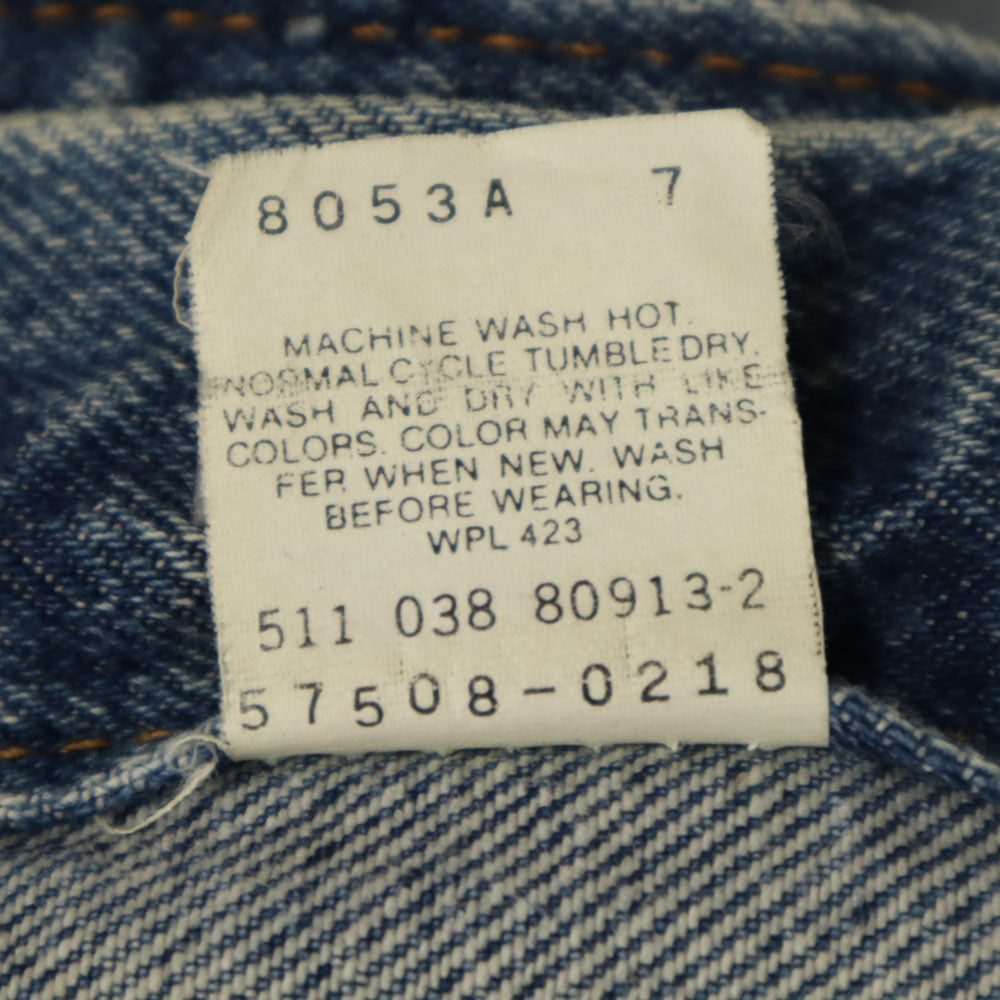 8053A 7
MACHINE WASH HOT.
NORMAL CYCLE TUMBLE DRY.
WASH AND DRY WITH LIKE
COLORS. COLOR MAY TRANS-
FER WHEN NEW. WASH
BEFORE WEARING.
WPL 423
511 038 80913-2
57508-0218